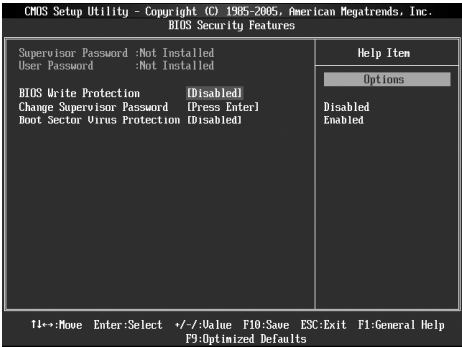 CMOS Setup Utility - Copyright (C) 1985-2005, American Megatrends, Inc.
BIOS Security Features
Supervisor Password :Not Installed
User Password :Not Installed
BIOS Write Protection [Disabled]
Change Supervisor Password [Press Enter]
Boot Sector Virus Protection [Disabled]
Help Item
Options
Disabled
Enabled
↑↓↔:Move Enter:Select +/-/:Value F10:Save ESC:Exit F1:General Help
F9:Optimized Defaults